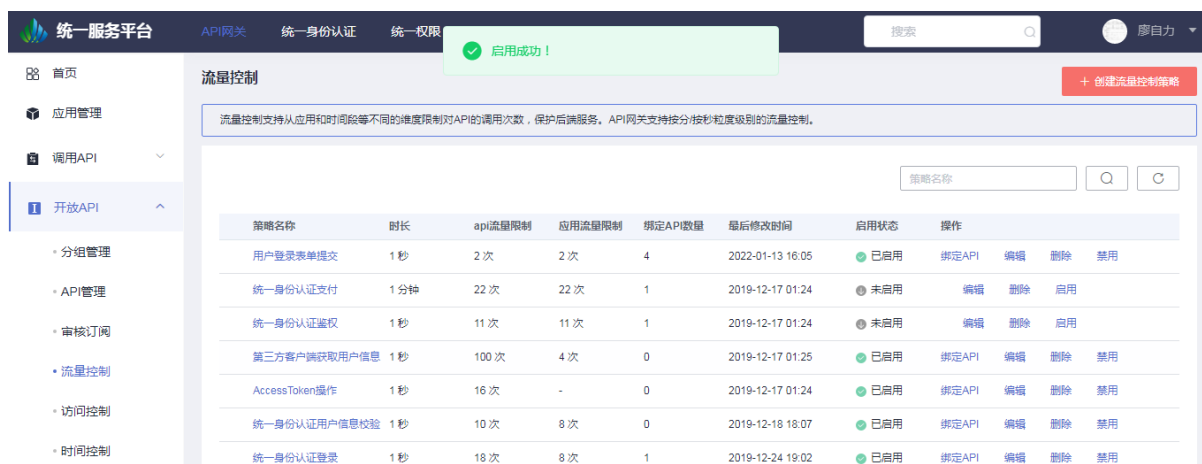 统一服务平台 API网关 统一身份认证 统一权限 搜索 廖自力
启用成功！
首页
应用管理
调用API
开放API
分组管理
API管理
审核订阅
流量控制
访问控制
时间控制
流量控制 + 创建流量控制策略
流量控制支持从应用和时间段等不同的维度限制对API的调用次数，保护后端服务。API网关支持按分/按秒粒度级别的流量控制。
策略名称
策略名称 时长 api流量限制 应用流量限制 绑定API数量 最后修改时间 启用状态 操作
用户登录表单提交 1 秒 2 次 2 次 4 2022-01-13 16:05 已启用 绑定API 编辑 删除 禁用
统一身份认证支付 1 分钟 22 次 22 次 1 2019-12-17 01:24 未启用 编辑 删除 启用
统一身份认证鉴权 1 秒 11 次 11 次 1 2019-12-17 01:24 未启用 编辑 删除 启用
第三方客户端获取用户信息 1 秒 100 次 4 次 0 2019-12-17 01:25 已启用 绑定API 编辑 删除 禁用
AccessToken操作 1 秒 16 次 - 0 2019-12-17 01:24 已启用 绑定API 编辑 删除 禁用
统一身份认证用户信息校验 1 秒 10 次 8 次 0 2019-12-18 18:07 已启用 绑定API 编辑 删除 禁用
统一身份认证登录 1 秒 18 次 8 次 1 2019-12-24 19:02 已启用 绑定API 编辑 删除 禁用